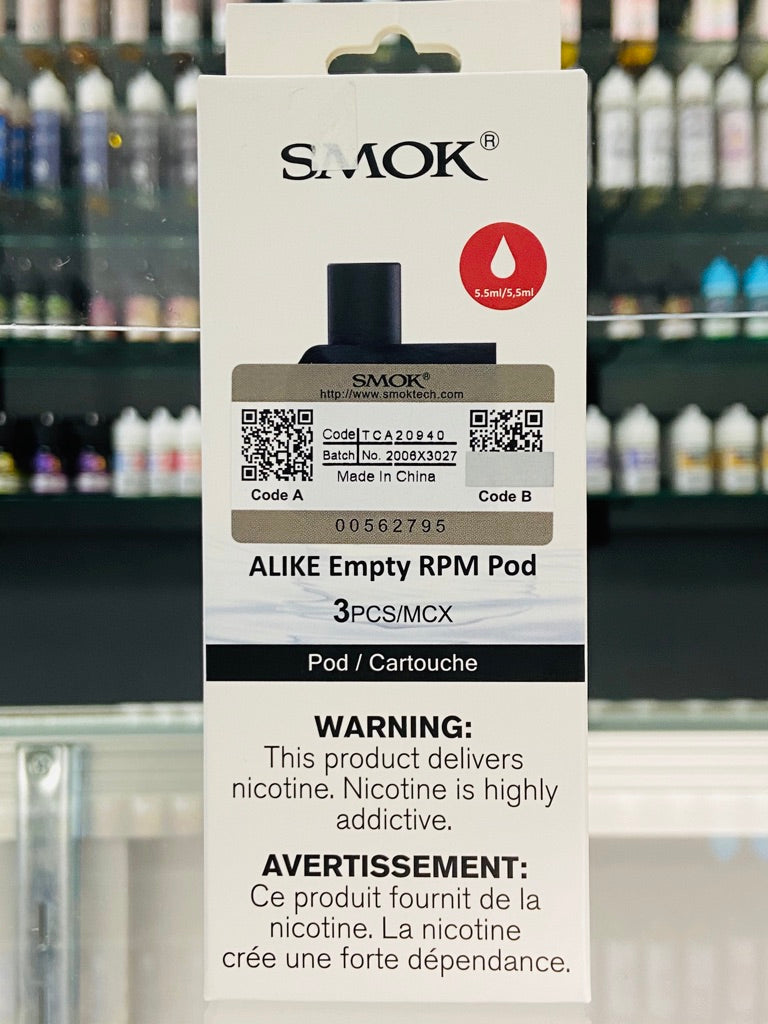 SMOK®
5.5ml/5,5ml
SMOK®
http://www.smoktech.com
Code TCA20940
Batch No. 2006X3027
Made In China
Code A
Code B
00562795
ALIKE Empty RPM Pod
3PCS/MCX
Pod / Cartouche
WARNING:
This product delivers
nicotine. Nicotine is highly
addictive.
AVERTISSEMENT:
Ce produit fournit de la
nicotine. La nicotine
crée une forte dépendance.